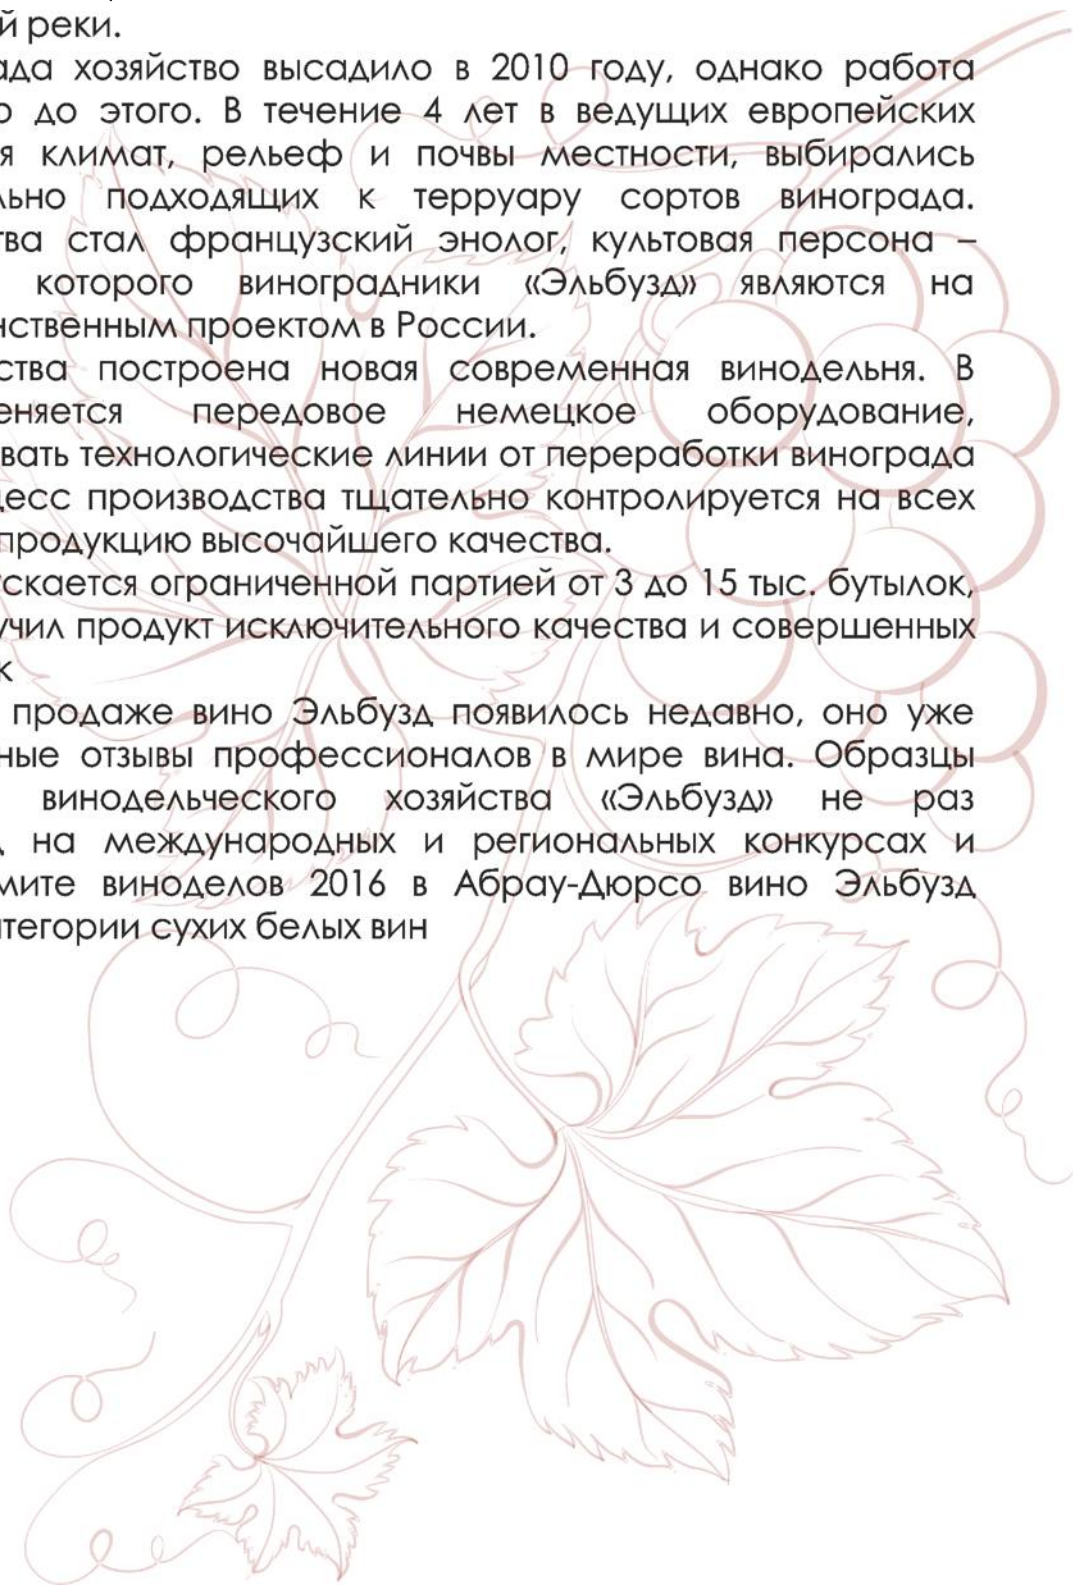 й реки.
ада хозяйство высадило в 2010 году, однако работа
о до этого. В течение 4 лет в ведущих европейских
я климат, рельеф и почвы местности, выбирались
льно подходящих к терруару сортов винограда.
тва стал французский энолог, культовая персона –
которого виноградники «Эльбузд» являются на
нственным проектом в России.
ства построена новая современная винодельня. В
еняется передовое немецкое оборудование,
вать технологические линии от переработки винограда
цесс производства тщательно контролируется на всех
продукцию высочайшего качества.
ускается ограниченной партией от 3 до 15 тыс. бутылок,
учил продукт исключительного качества и совершенных
к
продаже вино Эльбузд появилось недавно, оно уже
ные отзывы профессионалов в мире вина. Образцы
винодельческого хозяйства «Эльбузд» не раз
на международных и региональных конкурсах и
мите виноделов 2016 в Абрау-Дюрсо вино Эльбузд
тегории сухих белых вин